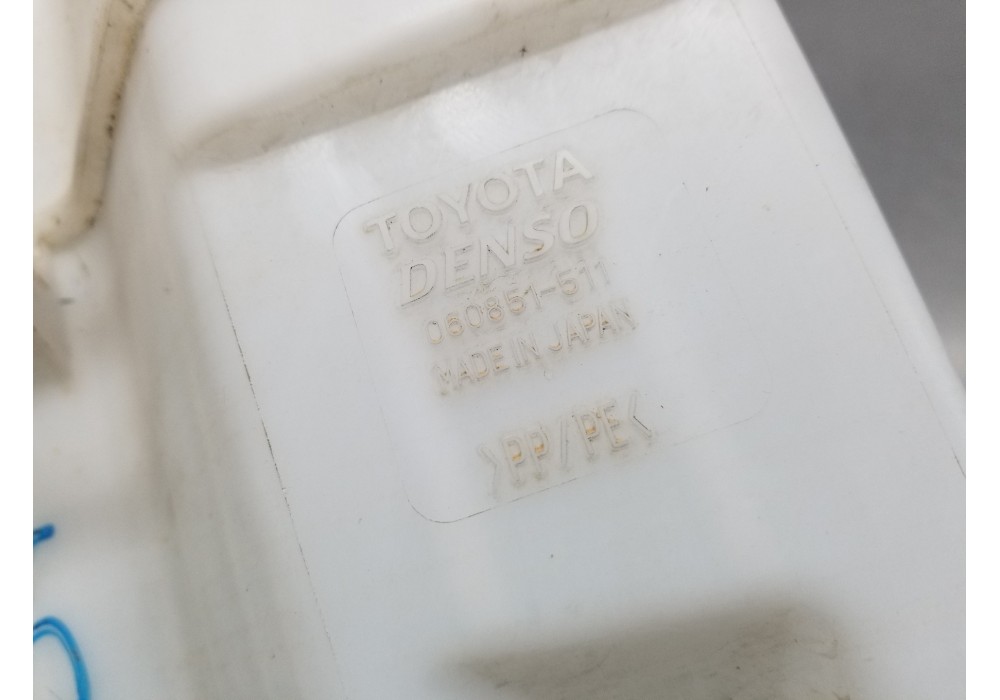 TOYOTA
DENSO
060851-511
MADE IN JAPAN
>PP/PE<